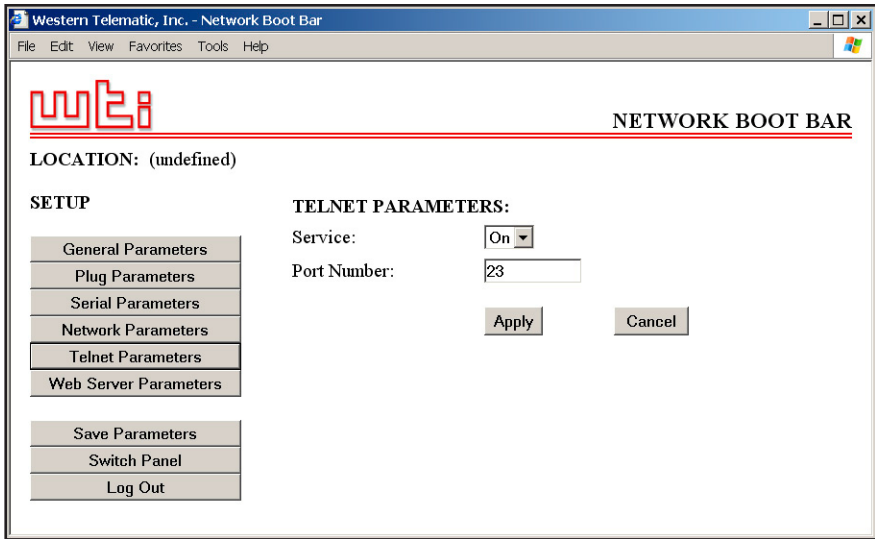 Western Telematic, Inc. - Network Boot Bar
File Edit View Favorites Tools Help
wti
NETWORK BOOT BAR
LOCATION: (undefined)
SETUP
General Parameters
Plug Parameters
Serial Parameters
Network Parameters
Telnet Parameters
Web Server Parameters
Save Parameters
Switch Panel
Log Out
TELNET PARAMETERS:
Service: On
Port Number: 23
Apply Cancel